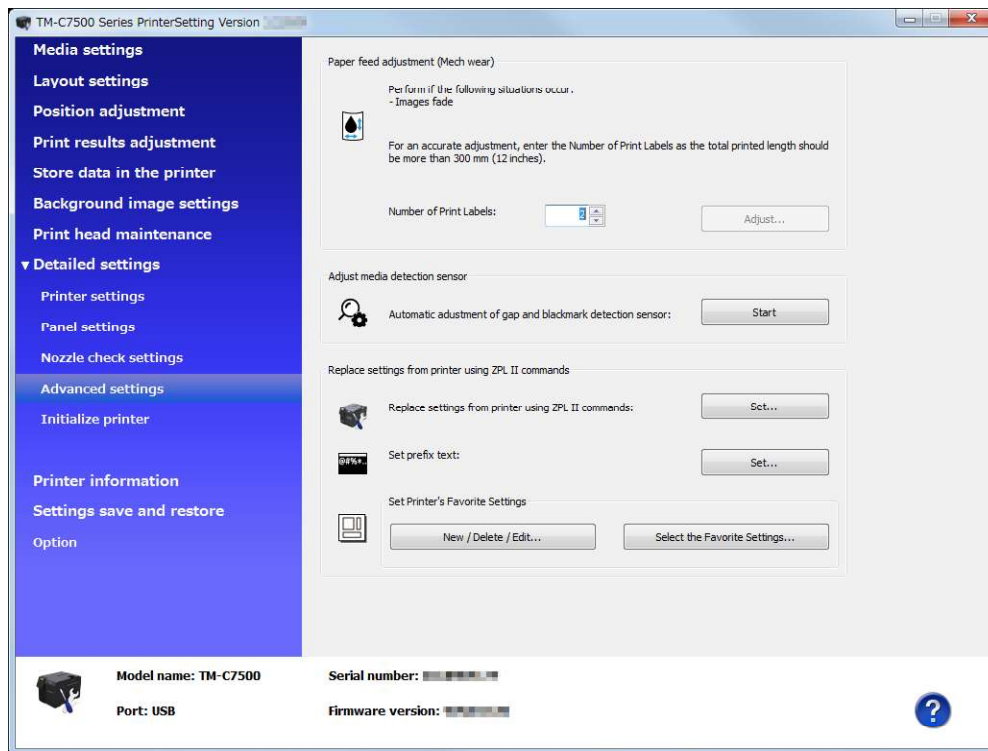 TM-C7500 Series PrinterSetting Version
Media settings
Layout settings
Position adjustment
Print results adjustment
Store data in the printer
Background image settings
Print head maintenance
▼ Detailed settings
Printer settings
Panel settings
Nozzle check settings
Advanced settings
Initialize printer
Printer information
Settings save and restore
Option
Paper feed adjustment (Mech wear)
Perform if the following situations occur.
- Images fade
For an accurate adjustment, enter the Number of Print Labels as the total printed length should
be more than 300 mm (12 inches).
Number of Print Labels:
2
Adjust...
Adjust media detection sensor
Automatic adustment of gap and blackmark detection sensor:
Start
Replace settings from printer using ZPL II commands
Replace settings from printer using ZPL II commands:
Set...
@#%*..
Set prefix text:
Set...
Set Printer's Favorite Settings
New / Delete / Edit...
Select the Favorite Settings...
Model name: TM-C7500
Serial number:
Port: USB
Firmware version:
?